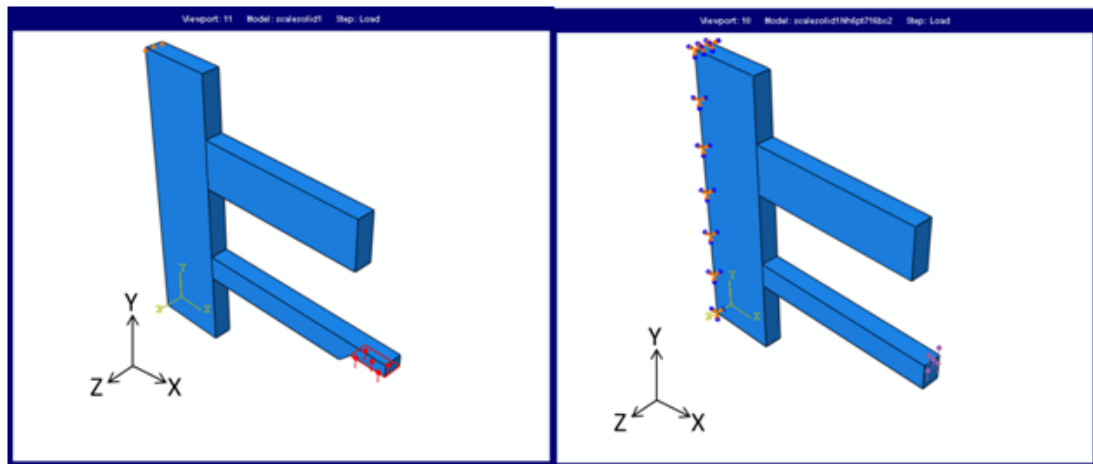 Viewport: 11 Model: scalesolid1 Step: Load
Viewport: 10 Model: scalesolid1Nh6pt716bc2 Step: Load
Y
Z
X
Y
Z
X
Y
Y